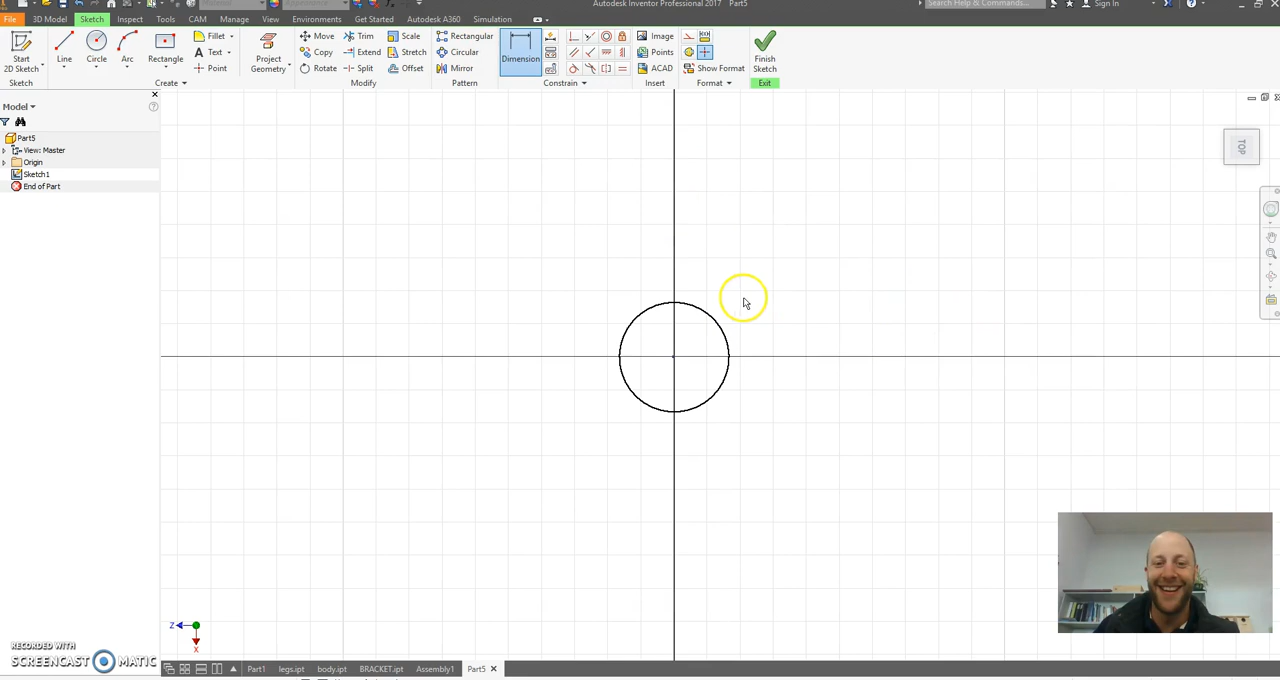 Autodesk Inventor Professional 2017 Part5
Search Help & Commands...
Sign In
File 3D Model Sketch Inspect Tools CAM Manage View Environments Get Started Autodesk A360 Simulation
Start 2D Sketch
Line
Circle
Arc
Rectangle
Fillet
Text
Point
Project Geometry
Move
Copy
Rotate
Trim
Extend
Split
Scale
Stretch
Offset
Rectangular
Circular
Mirror
Dimension
Image
Points
ACAD
Show Format
Finish Sketch
Sketch Create Modify Pattern Constrain Insert Format Exit
Model
Part5
View: Master
Origin
Sketch1
End of Part
TOP
Z
X
RECORDED WITH
SCREENCAST MATIC
Part1 legs.ipt body.ipt BRACKET.ipt Assembly1 Part5